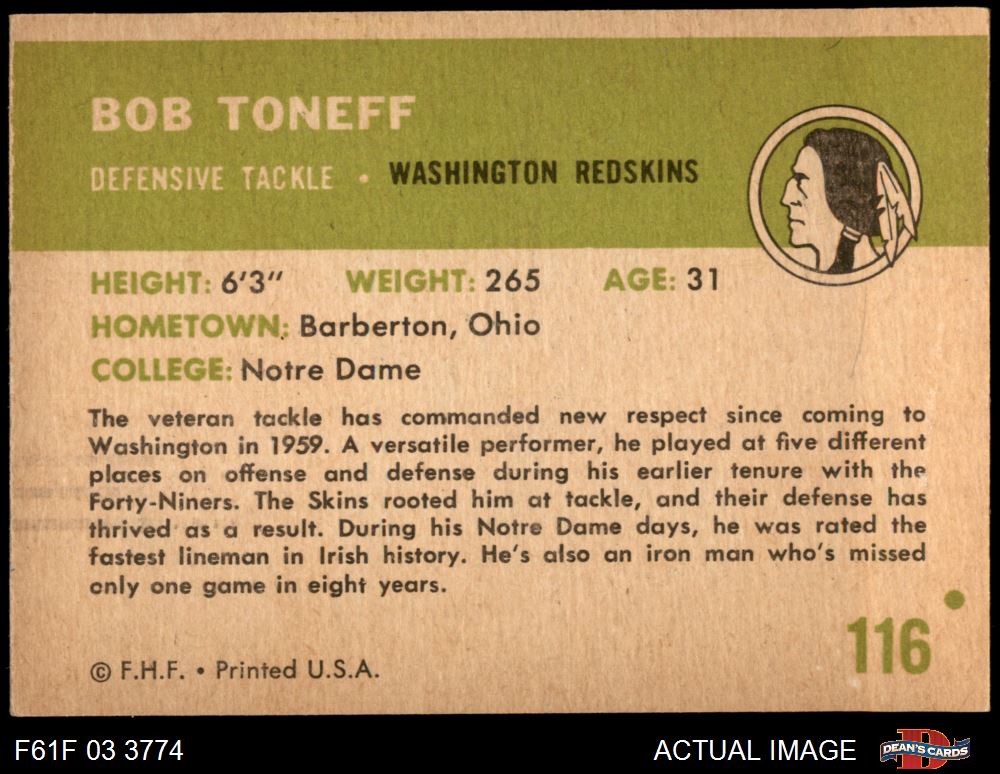 BOB TONEFF
DEFENSIVE TACKLE • WASHINGTON REDSKINS
HEIGHT: 6'3" WEIGHT: 265 AGE: 31
HOMETOWN: Barberton, Ohio
COLLEGE: Notre Dame
The veteran tackle has commanded new respect since coming to
Washington in 1959. A versatile performer, he played at five different
places on offense and defense during his earlier tenure with the
Forty-Niners. The Skins rooted him at tackle, and their defense has
thrived as a result. During his Notre Dame days, he was rated the
fastest lineman in Irish history. He's also an iron man who's missed
only one game in eight years.
116
© F.H.F. • Printed U.S.A.
F61F 03 3774 ACTUAL IMAGE DEAN'S CARDS